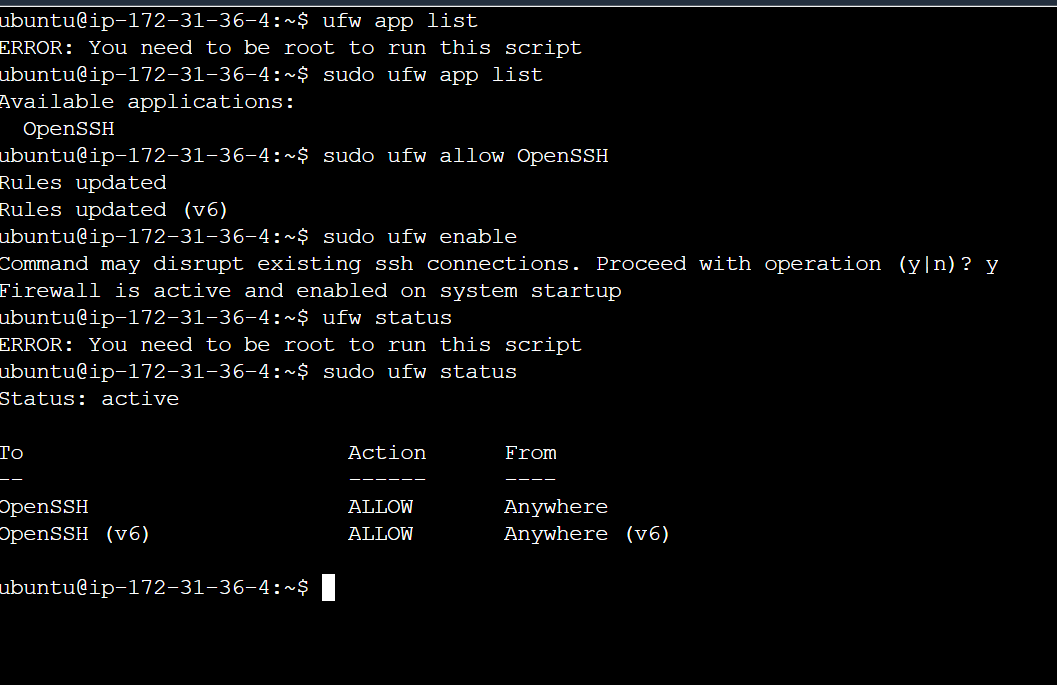 ubuntu@ip-172-31-36-4:~$ ufw app list
ERROR: You need to be root to run this script
ubuntu@ip-172-31-36-4:~$ sudo ufw app list
Available applications:
  OpenSSH
ubuntu@ip-172-31-36-4:~$ sudo ufw allow OpenSSH
Rules updated
Rules updated (v6)
ubuntu@ip-172-31-36-4:~$ sudo ufw enable
Command may disrupt existing ssh connections. Proceed with operation (y|n)? y
Firewall is active and enabled on system startup
ubuntu@ip-172-31-36-4:~$ ufw status
ERROR: You need to be root to run this script
ubuntu@ip-172-31-36-4:~$ sudo ufw status
Status: active
To                         Action      From
--                         ------      ----
OpenSSH                    ALLOW       Anywhere
OpenSSH (v6)               ALLOW       Anywhere (v6)
ubuntu@ip-172-31-36-4:~$